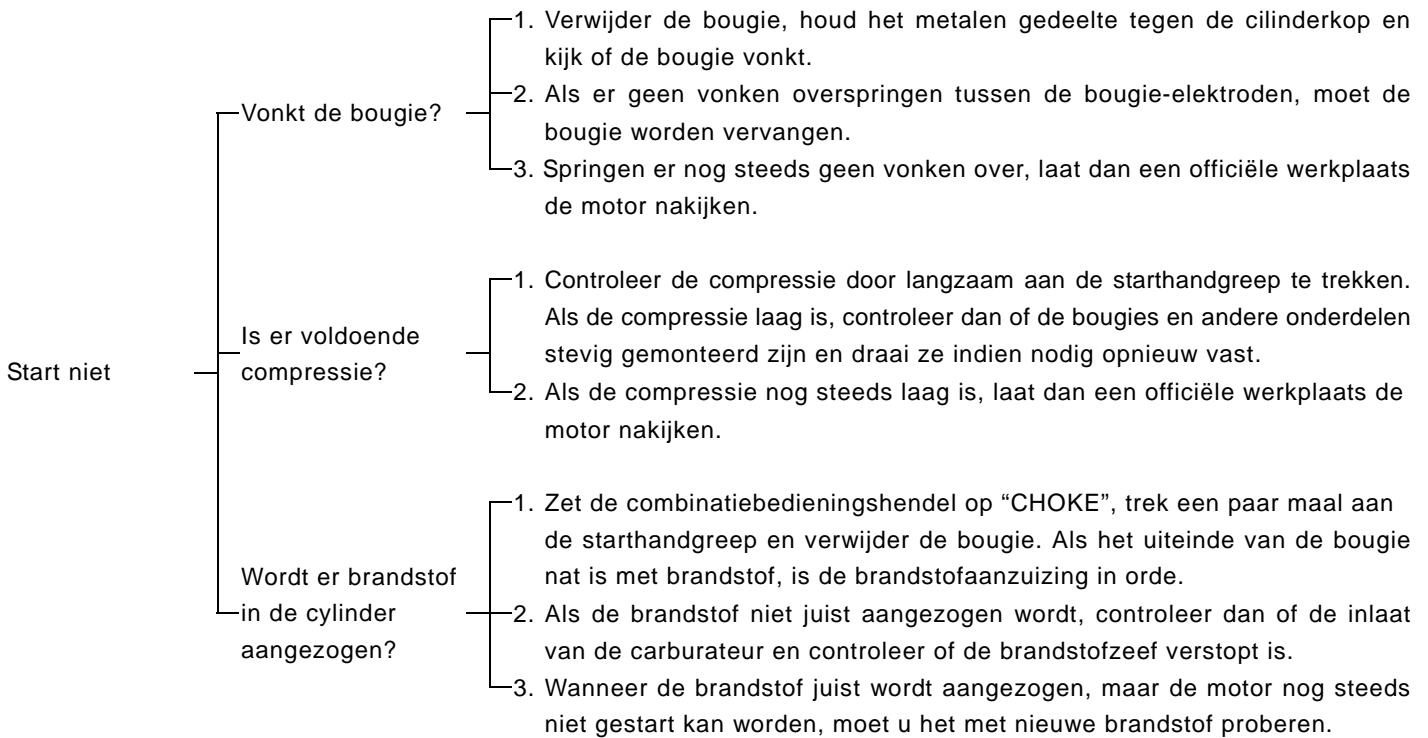 Start niet
Vonkt de bougie?
1. Verwijder de bougie, houd het metalen gedeelte tegen de cilinderkop en
kijk of de bougie vonkt.
2. Als er geen vonken overspringen tussen de bougie-elektroden, moet de
bougie worden vervangen.
3. Springen er nog steeds geen vonken over, laat dan een officiële werkplaats
de motor nakijken.
Is er voldoende
compressie?
1. Controleer de compressie door langzaam aan de starthandgreep te trekken.
Als de compressie laag is, controleer dan of de bougies en andere onderdelen
stevig gemonteerd zijn en draai ze indien nodig opnieuw vast.
2. Als de compressie nog steeds laag is, laat dan een officiële werkplaats de
motor nakijken.
Wordt er brandstof
in de cylinder
aangezogen?
1. Zet de combinatiebedieningshendel op “CHOKE”, trek een paar maal aan
de starthandgreep en verwijder de bougie. Als het uiteinde van de bougie
nat is met brandstof, is de brandstofaanzuizing in orde.
2. Als de brandstof niet juist aangezogen wordt, controleer dan of de inlaat
van de carburateur en controleer of de brandstofzeef verstopt is.
3. Wanneer de brandstof juist wordt aangezogen, maar de motor nog steeds
niet gestart kan worden, moet u het met nieuwe brandstof proberen.